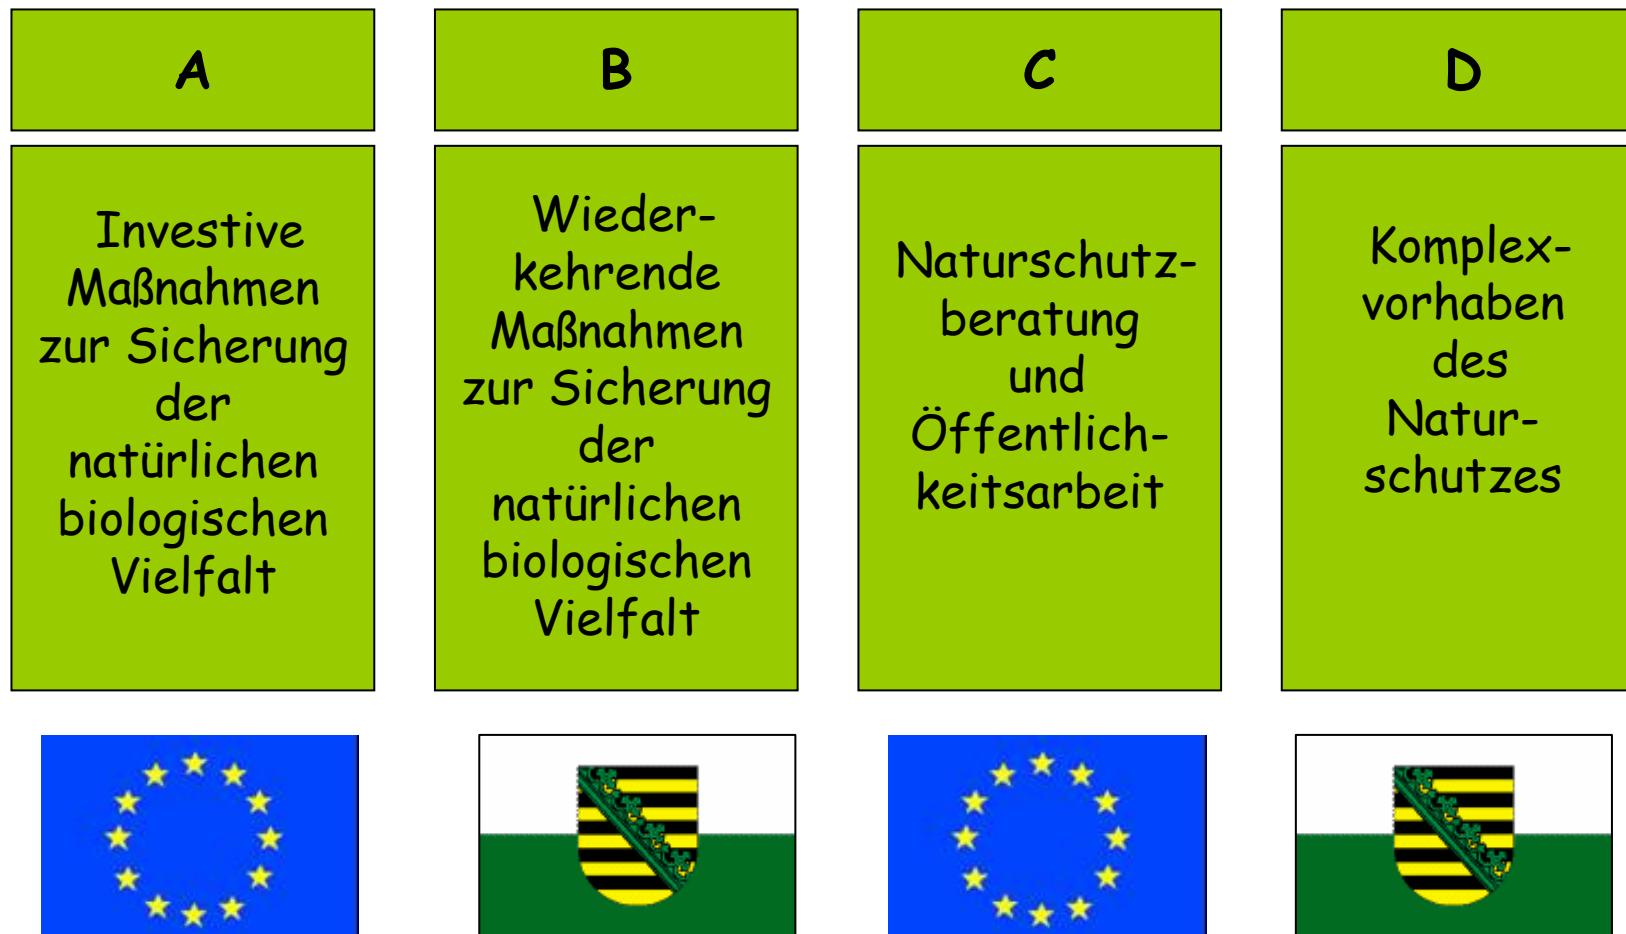 A
Investive
Maßnahmen
zur Sicherung
der
natürlichen
biologischen
Vielfalt
B
Wieder-
kehrende
Maßnahmen
zur Sicherung
der
natürlichen
biologischen
Vielfalt
C
Naturschutz-
beratung
und
Öffentlich-
keitsarbeit
D
Komplex-
vorhaben
des
Natur-
schutzes